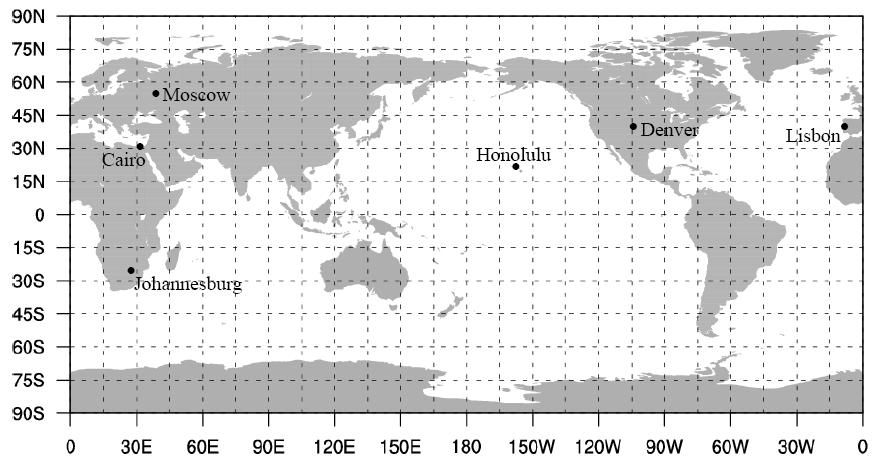 90N
75N
60N
Moscow
45N
Denver
Lisbon
30N
Cairo
Honolulu
15N
0
15S
30S
Johannesburg
45S
60S
75S
90S
0 30E 60E 90E 120E 150E 180 150W 120W 90W 60W 30W 0